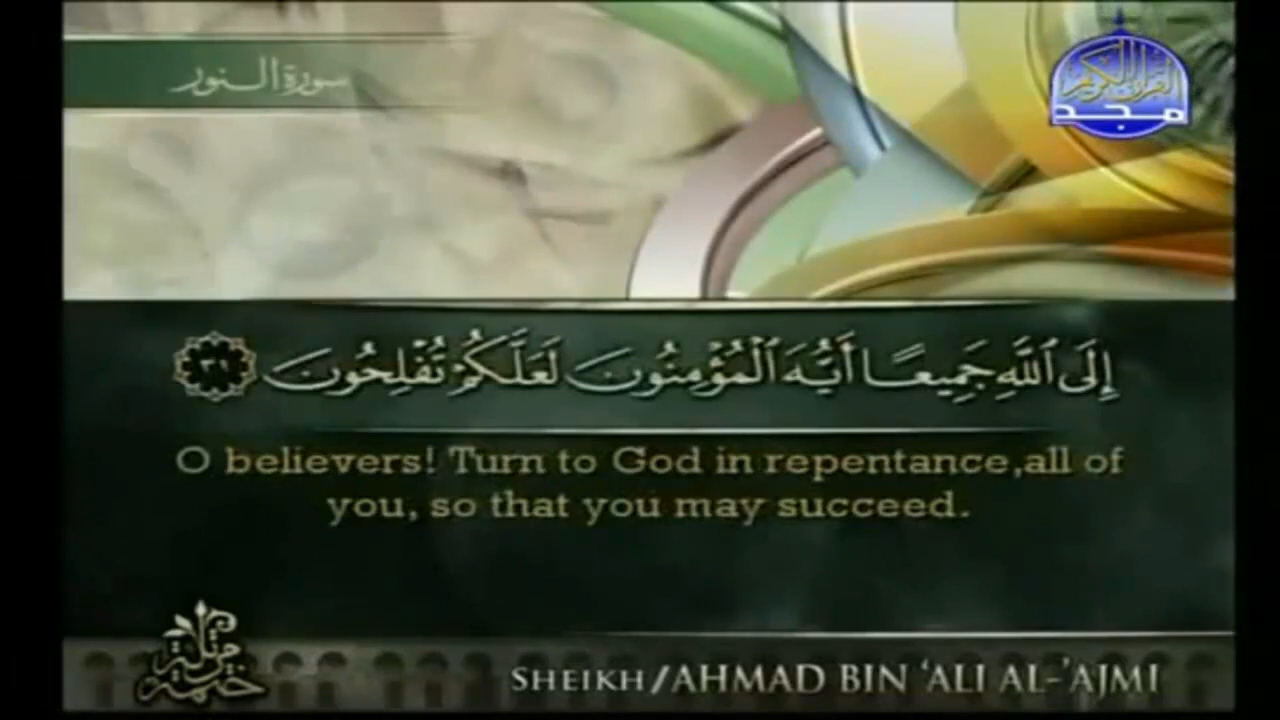 سورة النور
القرآن الكريم
مجد
إِلَى ٱللَّهِ جَمِيعًا أَيُّهَ ٱلْمُؤْمِنُونَ لَعَلَّكُمْ تُفْلِحُونَ ٣١
O believers! Turn to God in repentance,all of
you, so that you may succeed.
ختمة مرتلة
SHEIKH/AHMAD BIN ‘ALI AL-’AJMI